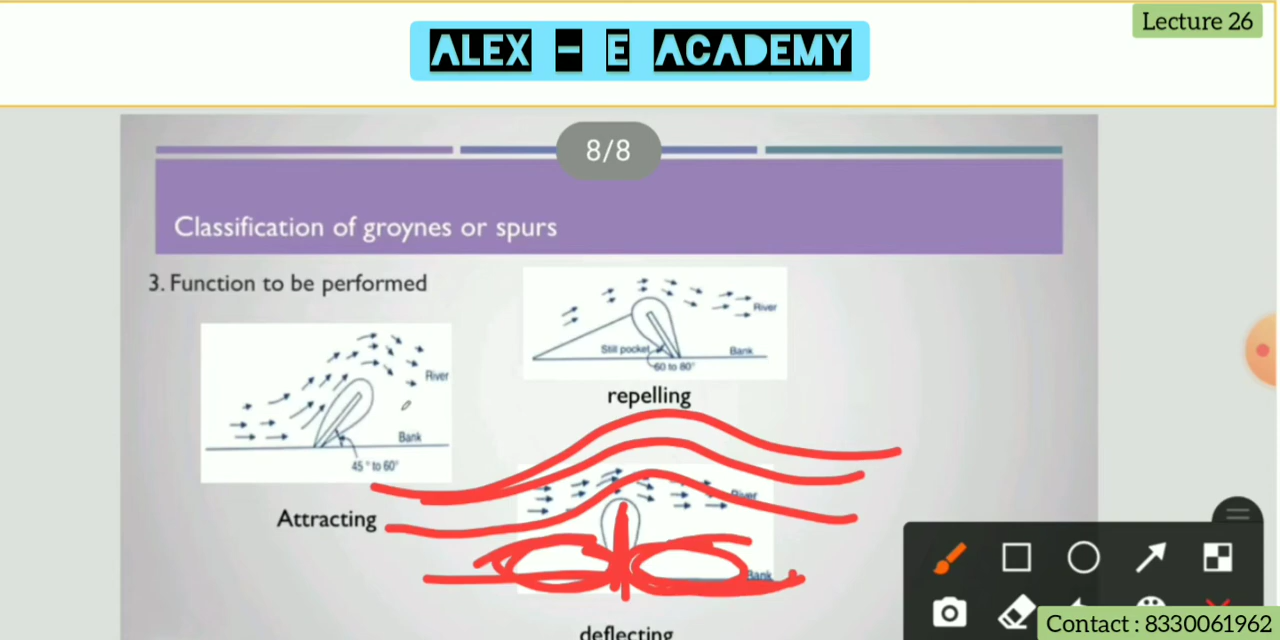 Lecture 26
ALEX - E ACADEMY
8/8
Classification of groynes or spurs
3. Function to be performed
River
Still pocket
Bank
60 to 80°
repelling
River
Bank
45° to 60°
Attracting
River
Bank
deflecting
Contact : 8330061962